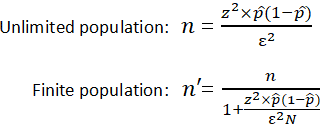 Unlimited population: n = z²×p̂(1−p̂) / ε²
Finite population: n′= n / (1+ z²×p̂(1−p̂) / ε²N)